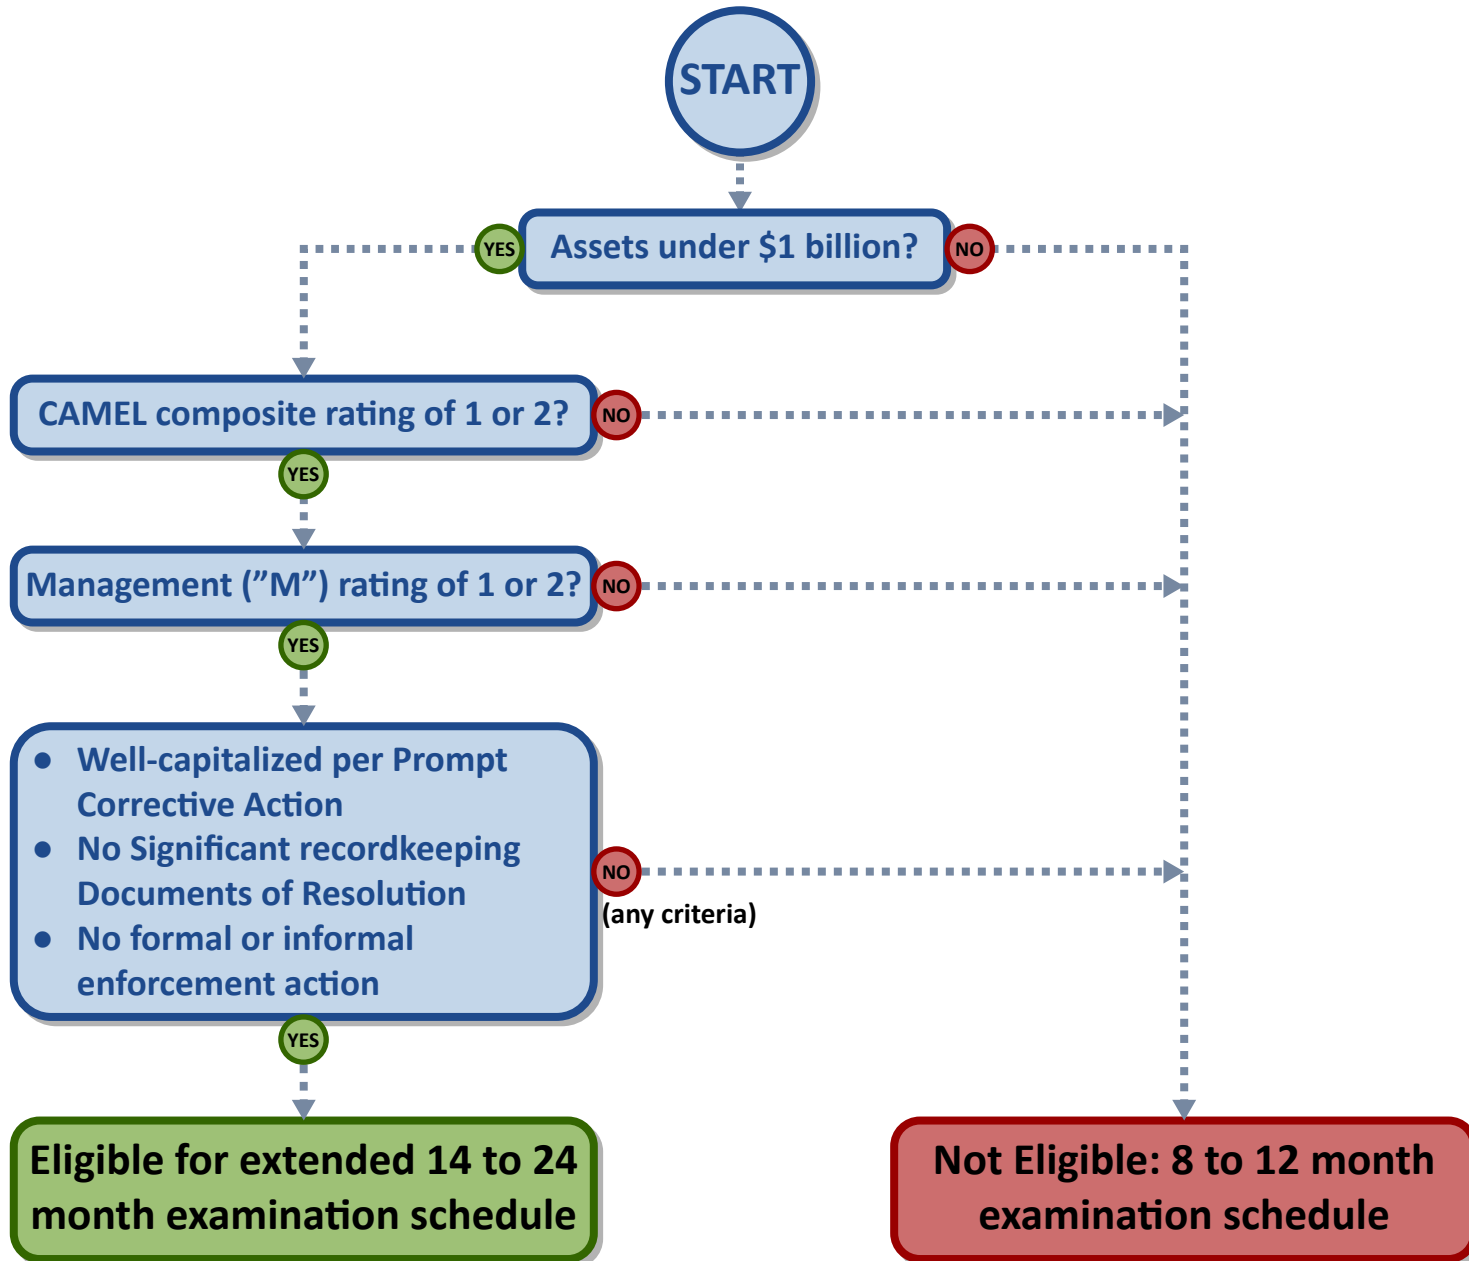 START
Assets under $1 billion?
YES
NO
CAMEL composite rating of 1 or 2?
NO
YES
Management (”M”) rating of 1 or 2?
NO
YES
● Well-capitalized per Prompt
Corrective Action
● No Significant recordkeeping
Documents of Resolution
● No formal or informal
enforcement action
NO
(any criteria)
YES
Eligible for extended 14 to 24
month examination schedule
Not Eligible: 8 to 12 month
examination schedule